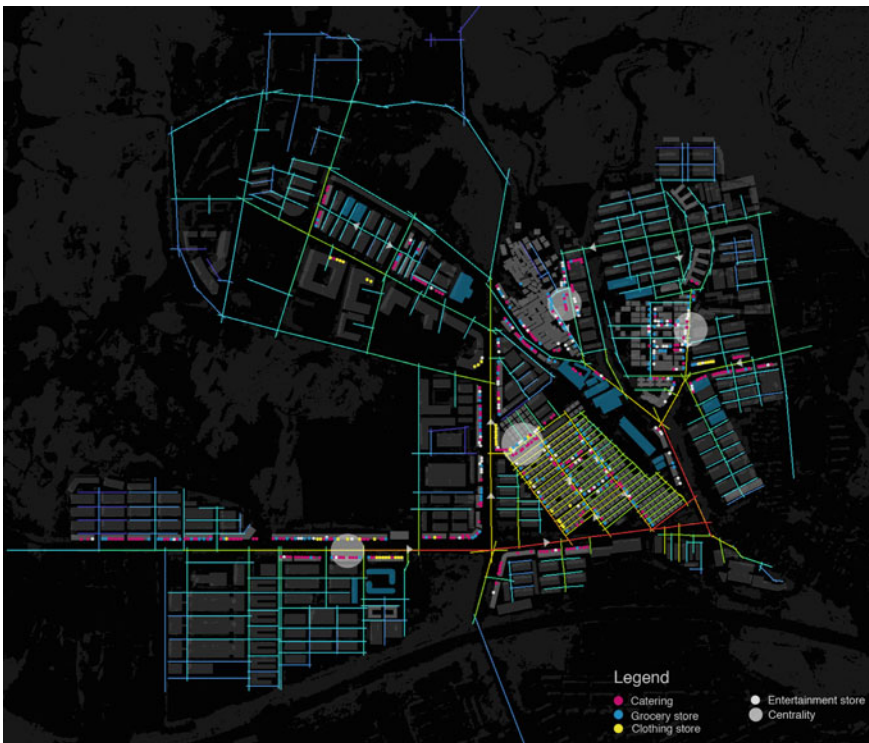 Legend
Catering
Grocery store
Clothing store
Entertainment store
Centrality